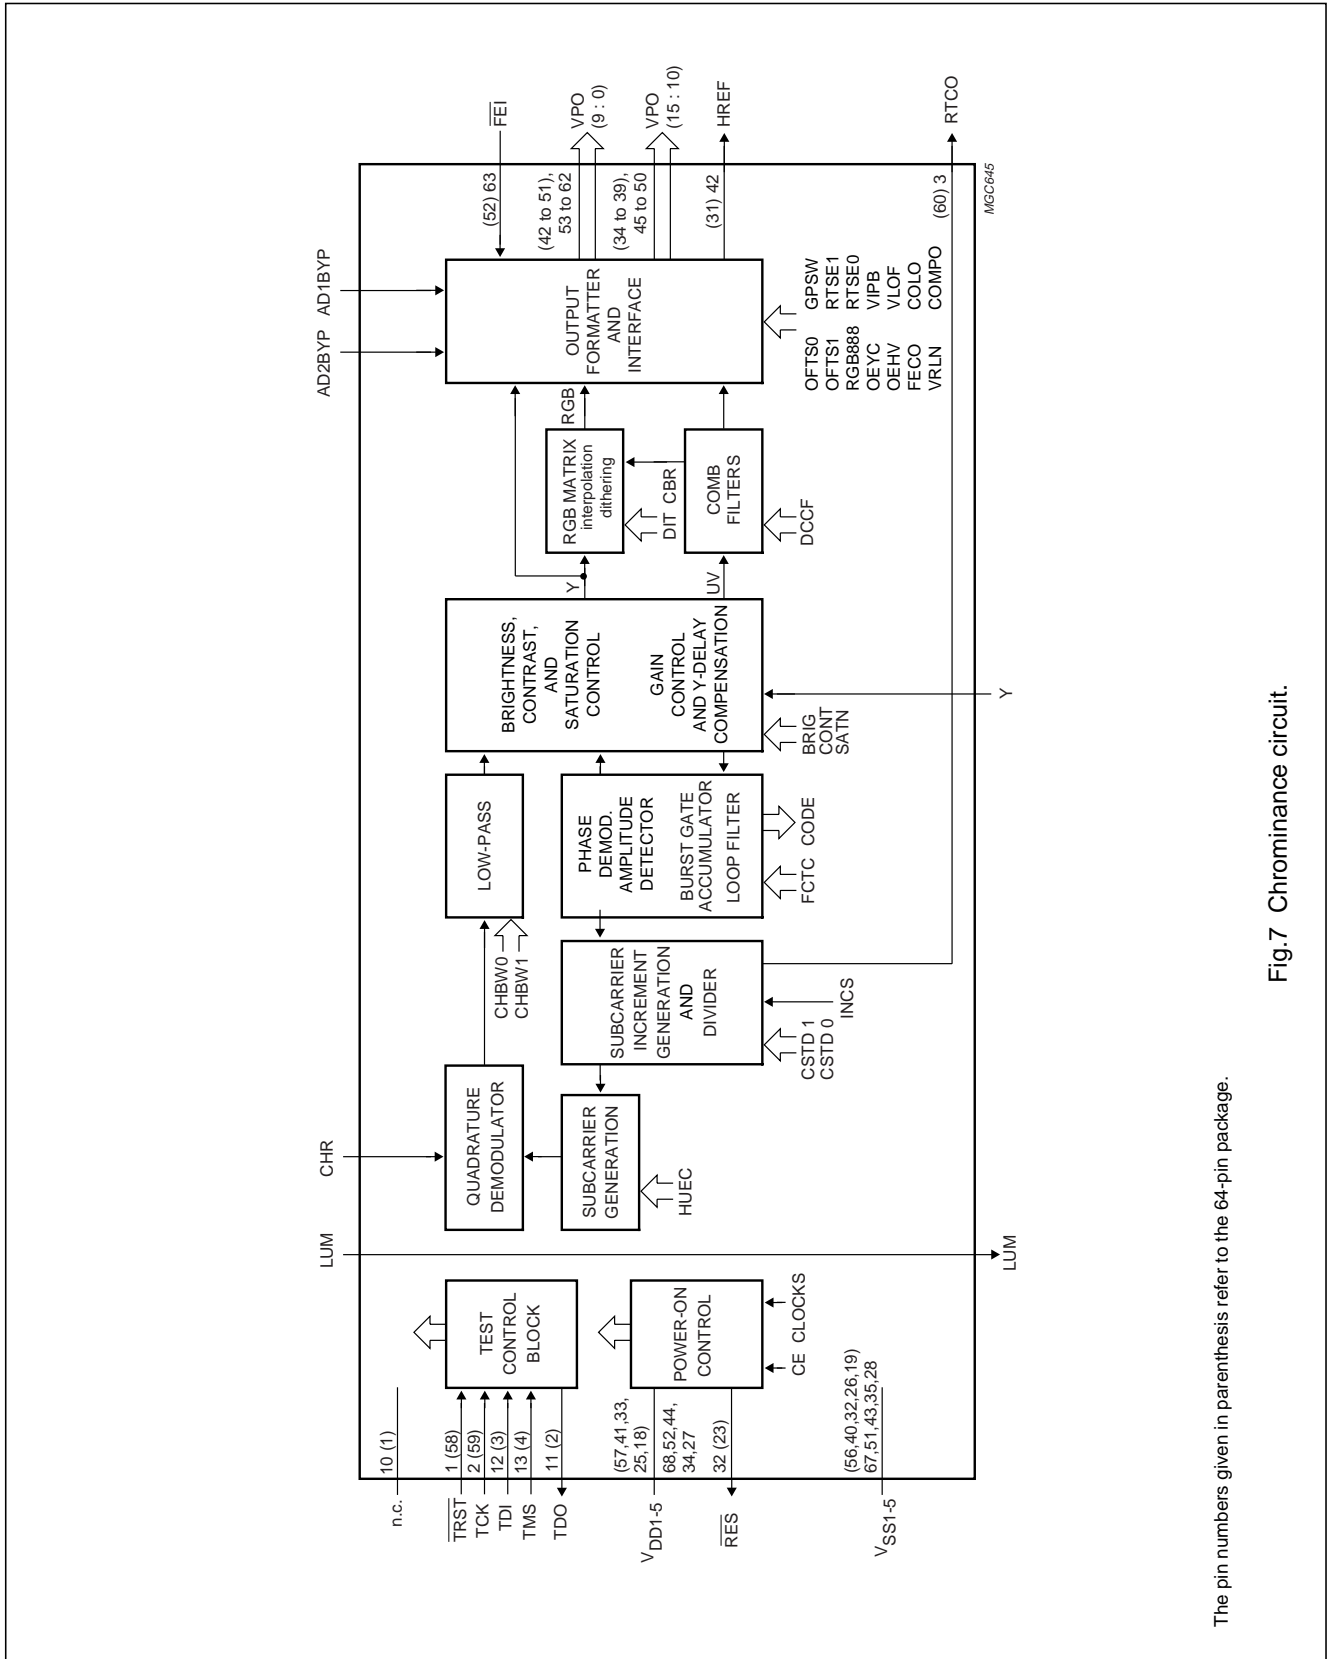 AD2BYP
AD1BYP
FEI
(52) 63
VPO
(9 : 0)
(42 to 51),
53 to 62
VPO
(15 : 10)
(34 to 39),
45 to 50
HREF
(31) 42
RTCO
(60) 3
MGC645
OUTPUT
FORMATTER
AND
INTERFACE
OFTS0 GPSW
OFTS1 RTSE1
RGB888 RTSE0
OEYC VIPB
OEHV VLOF
FECO COLO
VRLN COMPO
RGB
RGB MATRIX
interpolation
dithering
DIT CBR
COMB
FILTERS
DCCF
Y
UV
BRIGHTNESS,
CONTRAST,
AND
SATURATION
CONTROL
GAIN
CONTROL
AND Y-DELAY
COMPENSATION
BRIG
CONT
SATN
Y
LOW-PASS
CHBW0
CHBW1
PHASE
DEMOD.
AMPLITUDE
DETECTOR
BURST GATE
ACCUMULATOR
LOOP FILTER
FCTC CODE
SUBCARRIER
INCREMENT
GENERATION
AND
DIVIDER
CSTD 1
CSTD 0
INCS
CHR
QUADRATURE
DEMODULATOR
SUBCARRIER
GENERATION
HUEC
LUM
LUM
TEST
CONTROL
BLOCK
POWER-ON
CONTROL
CE CLOCKS
n.c.
10 (1)
TRST
1 (58)
TCK
2 (59)
TDI
12 (3)
TMS
13 (4)
TDO
11 (2)
VDD1-5
(57,41,33,
25,18)
68,52,44,
34,27
RES
32 (23)
VSS1-5
(56,40,32,26,19)
67,51,43,35,28
The pin numbers given in parenthesis refer to the 64-pin package.
Fig.7 Chrominance circuit.